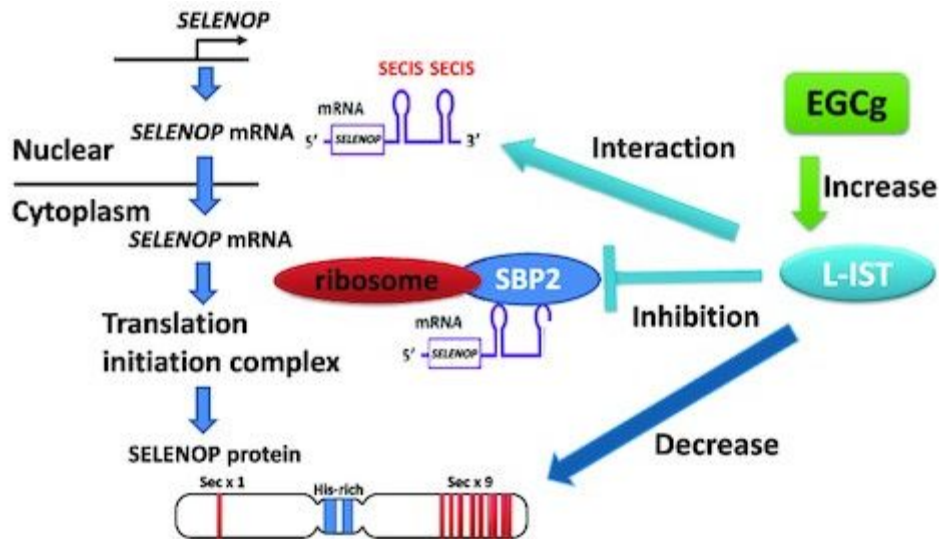 SELENOP
SELENOP mRNA
Nuclear
Cytoplasm
SELENOP mRNA
Translation
initiation complex
SELENOP protein
Sec x 1
His-rich
Sec x 9
SECIS SECIS
mRNA
5’ SELENOP 3’
ribosome
SBP2
mRNA
5’ SELENOP
EGCg
Increase
L-IST
Interaction
Inhibition
Decrease